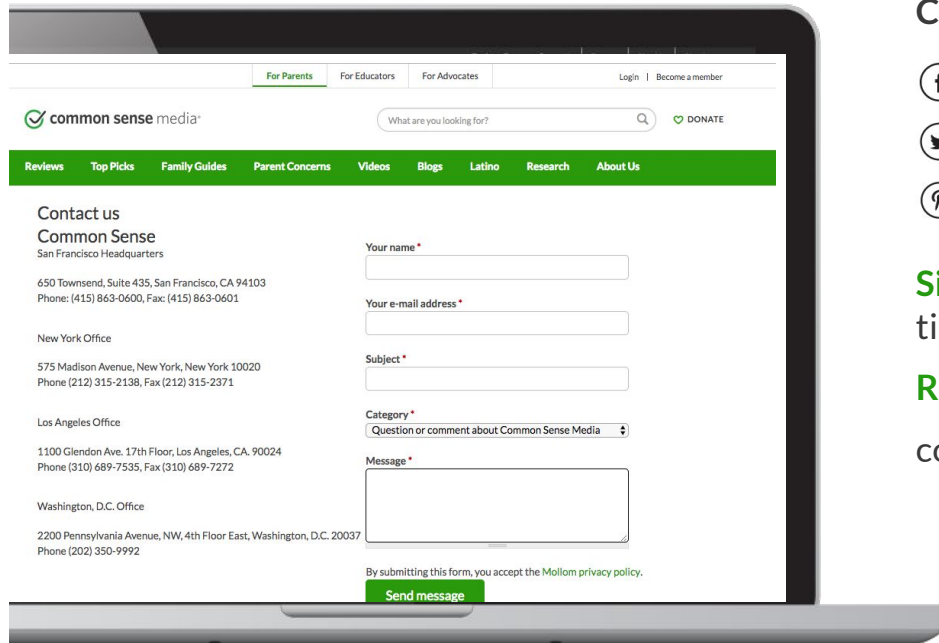 For Parents
For Educators
For Advocates
Login | Become a member
common sense media
What are you looking for?
DONATE
Reviews Top Picks Family Guides Parent Concerns Videos Blogs Latino Research About Us
Contact us
Common Sense
San Francisco Headquarters
650 Townsend, Suite 435, San Francisco, CA 94103
Phone: (415) 863-0600, Fax: (415) 863-0601
New York Office
575 Madison Avenue, New York, New York 10020
Phone (212) 315-2138, Fax (212) 315-2371
Los Angeles Office
1100 Glendon Ave. 17th Floor, Los Angeles, CA. 90024
Phone (310) 689-7535, Fax (310) 689-7272
Washington, D.C. Office
2200 Pennsylvania Avenue, NW, 4th Floor East, Washington, D.C. 20037
Phone (202) 350-9992
Your name *
Your e-mail address *
Subject *
Category *
Question or comment about Common Sense Media
Message *
By submitting this form, you accept the Mollom privacy policy.
Send message